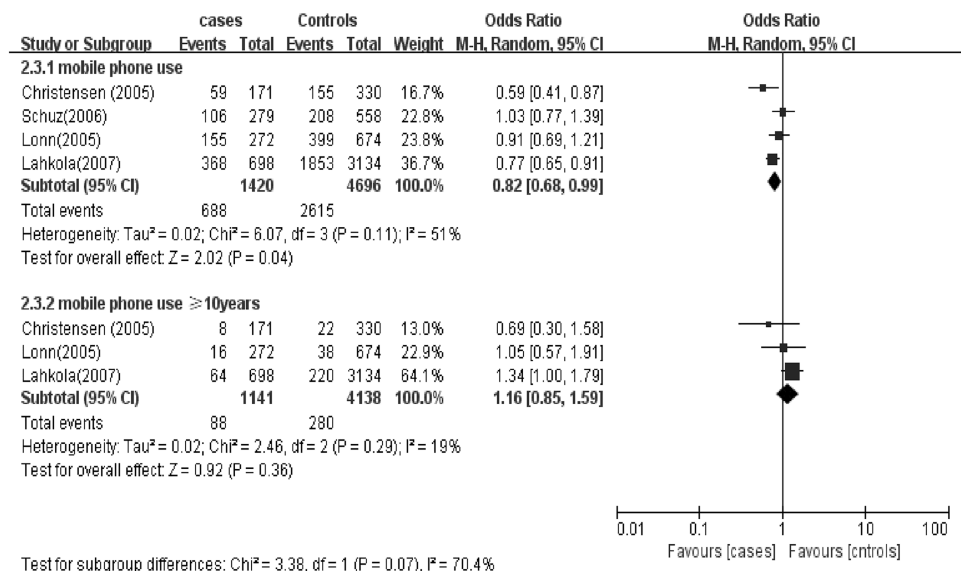 cases Controls Odds Ratio Odds Ratio
Study or Subgroup Events Total Events Total Weight M-H, Random, 95% CI M-H, Random, 95% CI
2.3.1 mobile phone use
Christensen (2005) 59 171 155 330 16.7% 0.59 [0.41, 0.87]
Schuz(2006) 106 279 208 558 22.8% 1.03 [0.77, 1.39]
Lonn(2005) 155 272 399 674 23.8% 0.91 [0.69, 1.21]
Lahkola(2007) 368 698 1853 3134 36.7% 0.77 [0.65, 0.91]
Subtotal (95% CI) 1420 4696 100.0% 0.82 [0.68, 0.99]
Total events 688 2615
Heterogeneity: Tau² = 0.02; Chi² = 6.07, df = 3 (P = 0.11); I² = 51%
Test for overall effect: Z = 2.02 (P = 0.04)
2.3.2 mobile phone use ≥10years
Christensen (2005) 8 171 22 330 13.0% 0.69 [0.30, 1.58]
Lonn(2005) 16 272 38 674 22.9% 1.05 [0.57, 1.91]
Lahkola(2007) 64 698 220 3134 64.1% 1.34 [1.00, 1.79]
Subtotal (95% CI) 1141 4138 100.0% 1.16 [0.85, 1.59]
Total events 88 280
Heterogeneity: Tau² = 0.02; Chi² = 2.46, df = 2 (P = 0.29); I² = 19%
Test for overall effect: Z = 0.92 (P = 0.36)
0.01 0.1 1 10 100
Favours [cases] Favours [cntrols]
Test for subgroup differences: Chi² = 3.38, df = 1 (P = 0.07), I² = 70.4%